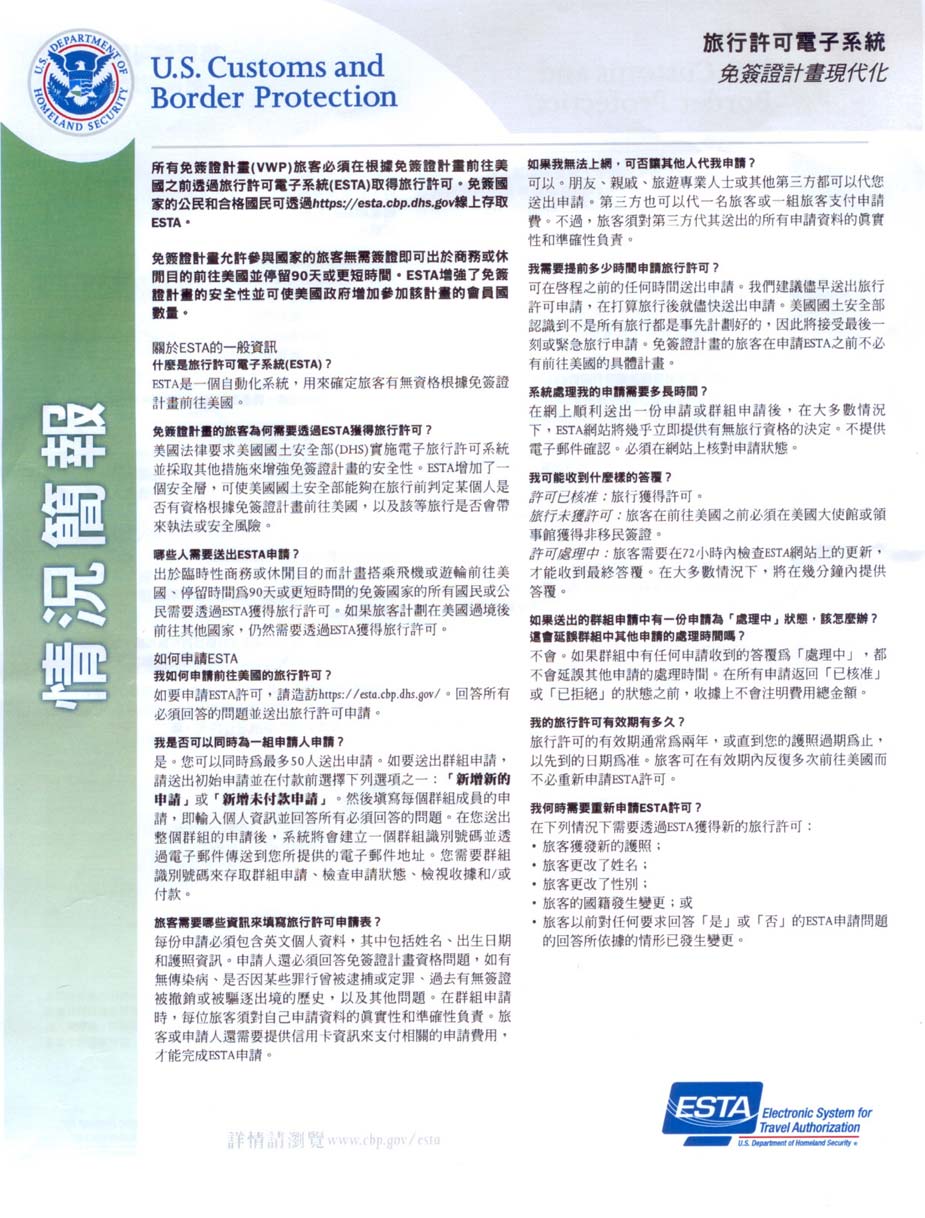 U.S. DEPARTMENT OF HOMELAND SECURITY
U.S. Customs and
Border Protection
旅行許可電子系統
免簽證計畫現代化
情況簡報
所有免簽證計畫(VWP)旅客必須在根據免簽證計畫前往美
國之前透過旅行許可電子系統(ESTA)取得旅行許可。免簽國
家的公民和合格國民可透過https://esta.cbp.dhs.gov線上存取
ESTA。
免簽證計畫允許參與國家的旅客無需簽證即可出於商務或休
閒目的前往美國並停留90天或更短時間。ESTA增強了免簽
證計畫的安全性並可使美國政府增加參加該計畫的會員國
數量。
關於ESTA的一般資訊
什麼是旅行許可電子系統(ESTA)？
ESTA是一個自動化系統，用來確定旅客有無資格根據免簽證
計畫前往美國。
免簽證計畫的旅客為何需要透過ESTA獲得旅行許可？
美國法律要求美國國土安全部(DHS)實施電子旅行許可系統
並採取其他措施來增強免簽證計畫的安全性。ESTA增加了一
個安全層，可使美國國土安全部能夠在旅行前判定某個人是
否有資格根據免簽證計畫前往美國，以及該等旅行是否會帶
來執法或安全風險。
哪些人需要送出ESTA申請？
出於臨時性商務或休閒目的而計畫搭乘飛機或遊輪前往美
國、停留時間為90天或更短時間的免簽國家的所有國民或公
民需要透過ESTA獲得旅行許可。如果旅客計劃在美國過境後
前往其他國家，仍然需要透過ESTA獲得旅行許可。
如何申請ESTA
我如何申請前往美國的旅行許可？
如要申請ESTA許可，請造訪https://esta.cbp.dhs.gov/。回答所有
必須回答的問題並送出旅行許可申請。
我是否可以同時為一組申請人申請？
是。您可以同時為最多50人送出申請。如要送出群組申請，
請送出初始申請並在付款前選擇下列選項之一：「新增新的
申請」或「新增未付款申請」。然後填寫每個群組成員的申
請，即輸入個人資訊並回答所有必須回答的問題。在您送出
整個群組的申請後，系統將會建立一個群組識別號碼並透
過電子郵件傳送到您所提供的電子郵件地址。您需要群組
識別號碼來存取群組申請、檢查申請狀態、檢視收據和/或
付款。
旅客需要哪些資訊來填寫旅行許可申請表？
每份申請必須包含英文個人資料，其中包括姓名、出生日期
和護照資訊。申請人還必須回答免簽證計畫資格問題，如有
無傳染病、是否因某些罪行曾被逮捕或定罪、過去有無簽證
被撤銷或被驅逐出境的歷史，以及其他問題。在群組申請
時，每位旅客須對自己申請資料的真實性和準確性負責。旅
客或申請人還需要提供信用卡資訊來支付相關的申請費用，
才能完成ESTA申請。
如果我無法上網，可否讓其他人代我申請？
可以。朋友、親戚、旅遊專業人士或其他第三方都可以代您
送出申請。第三方也可以代一名旅客或一組旅客支付申請
費。不過，旅客須對第三方代其送出的所有申請資料的真實
性和準確性負責。
我需要提前多少時間申請旅行許可？
可在啓程之前的任何時間送出申請。我們建議儘早送出旅行
許可申請，在打算旅行後就儘快送出申請。美國國土安全部
認識到不是所有旅行都是事先計劃好的，因此將接受最後一
刻或緊急旅行申請。免簽證計畫的旅客在申請ESTA之前不必
有前往美國的具體計畫。
系統處理我的申請需要多長時間？
在網上順利送出一份申請或群組申請後，在大多數情況
下，ESTA網站將幾乎立即提供有無旅行資格的決定。不提供
電子郵件確認。必須在網站上核對申請狀態。
我可能收到什麼樣的答覆？
許可已核准：旅行獲得許可。
旅行未獲許可：旅客在前往美國之前必須在美國大使館或領
事館獲得非移民簽證。
許可處理中：旅客需要在72小時內檢查ESTA網站上的更新，
才能收到最終答覆。在大多數情況下，將在幾分鐘內提供
答覆。
如果送出的群組申請中有一份申請為「處理中」狀態，該怎麼辦？
這會延誤群組中其他申請的處理時間嗎？
不會。如果群組中有任何申請收到的答覆為「處理中」，都
不會延誤其他申請的處理時間。在所有申請返回「已核准」
或「已拒絕」的狀態之前，收據上不會注明費用總金額。
我的旅行許可有效期有多久？
旅行許可的有效期通常為兩年，或直到您的護照過期為止，
以先到的日期為准。旅客可在有效期內反復多次前往美國而
不必重新申請ESTA許可。
我何時需要重新申請ESTA許可？
在下列情況下需要透過ESTA獲得新的旅行許可：
• 旅客獲發新的護照；
• 旅客更改了姓名；
• 旅客更改了性別；
• 旅客的國籍發生變更；或
• 旅客以前對任何要求回答「是」或「否」的ESTA申請問題
的回答所依據的情形已發生變更。
詳情請瀏覽www.cbp.gov/esta
ESTA
Electronic System for
Travel Authorization
U.S. Department of Homeland Security